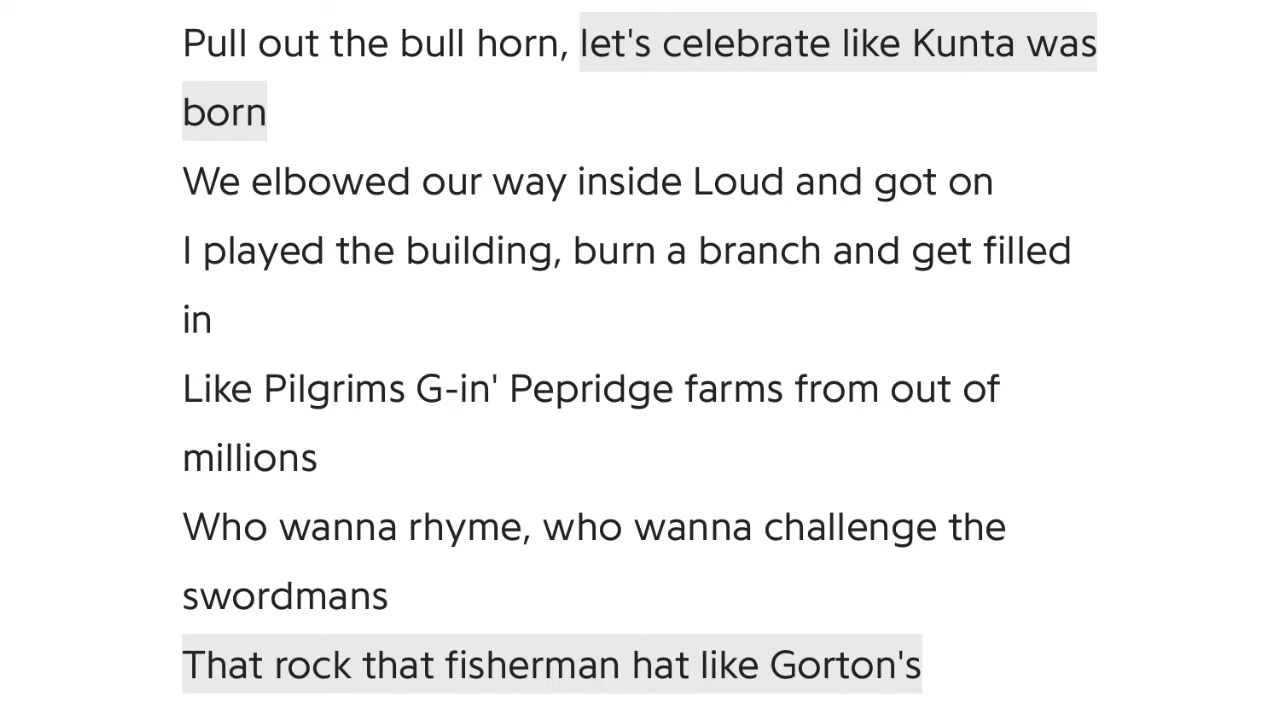 Pull out the bull horn, let's celebrate like Kunta was
born
We elbowed our way inside Loud and got on
I played the building, burn a branch and get filled
in
Like Pilgrims G-in' Pepridge farms from out of
millions
Who wanna rhyme, who wanna challenge the
swordmans
That rock that fisherman hat like Gorton's